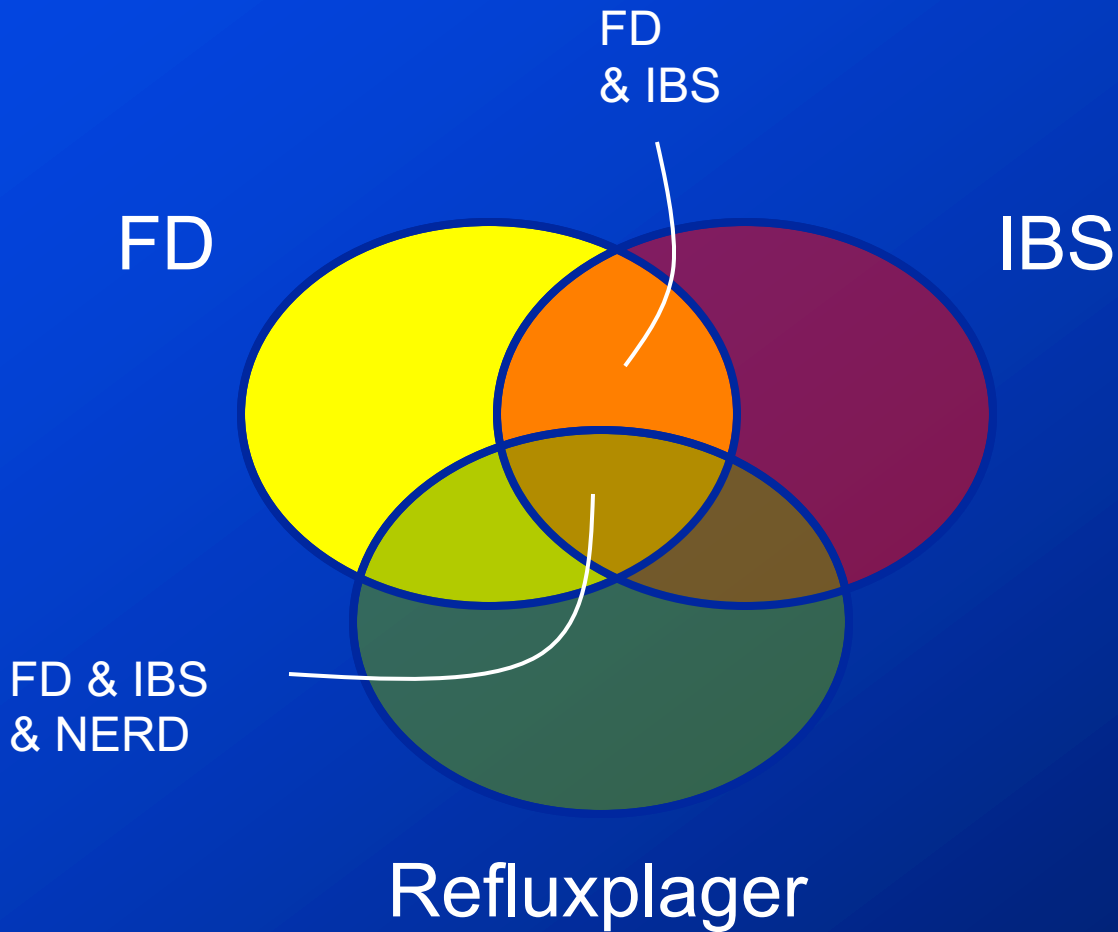 FD
& IBS
FD
IBS
FD & IBS
& NERD
Refluxplager